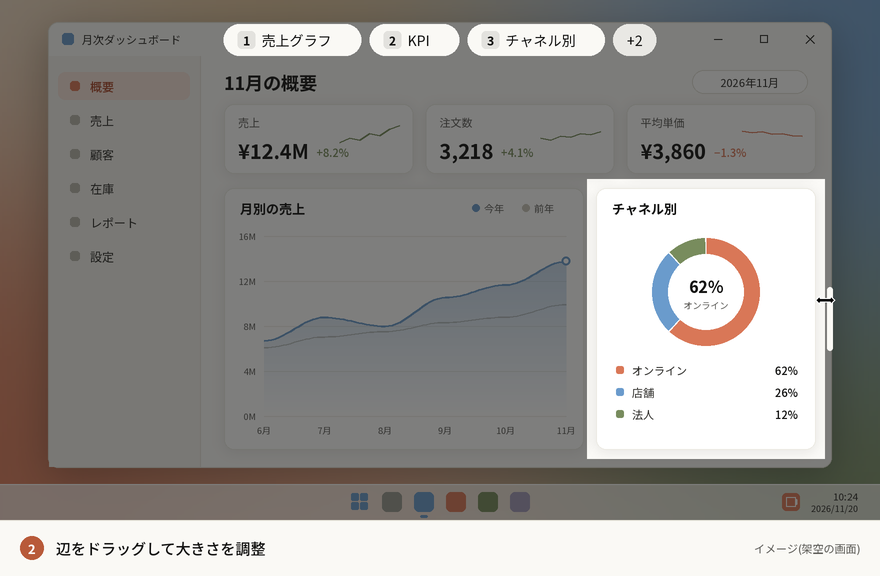 月次ダッシュボード
1 売上グラフ
2 KPI
3 チャネル別
+2
概要
売上
顧客
在庫
レポート
設定
11月の概要
2026年11月
売上
¥12.4M +8.2%
注文数
3,218 +4.1%
平均単価
¥3,860 −1.3%
月別の売上
今年 前年
16M
12M
8M
4M
0M
6月 7月 8月 9月 10月 11月
チャネル別
62%
オンライン
オンライン 62%
店舗 26%
法人 12%
10:24
2026/11/20
2 辺をドラッグして大きさを調整
イメージ(架空の画面)